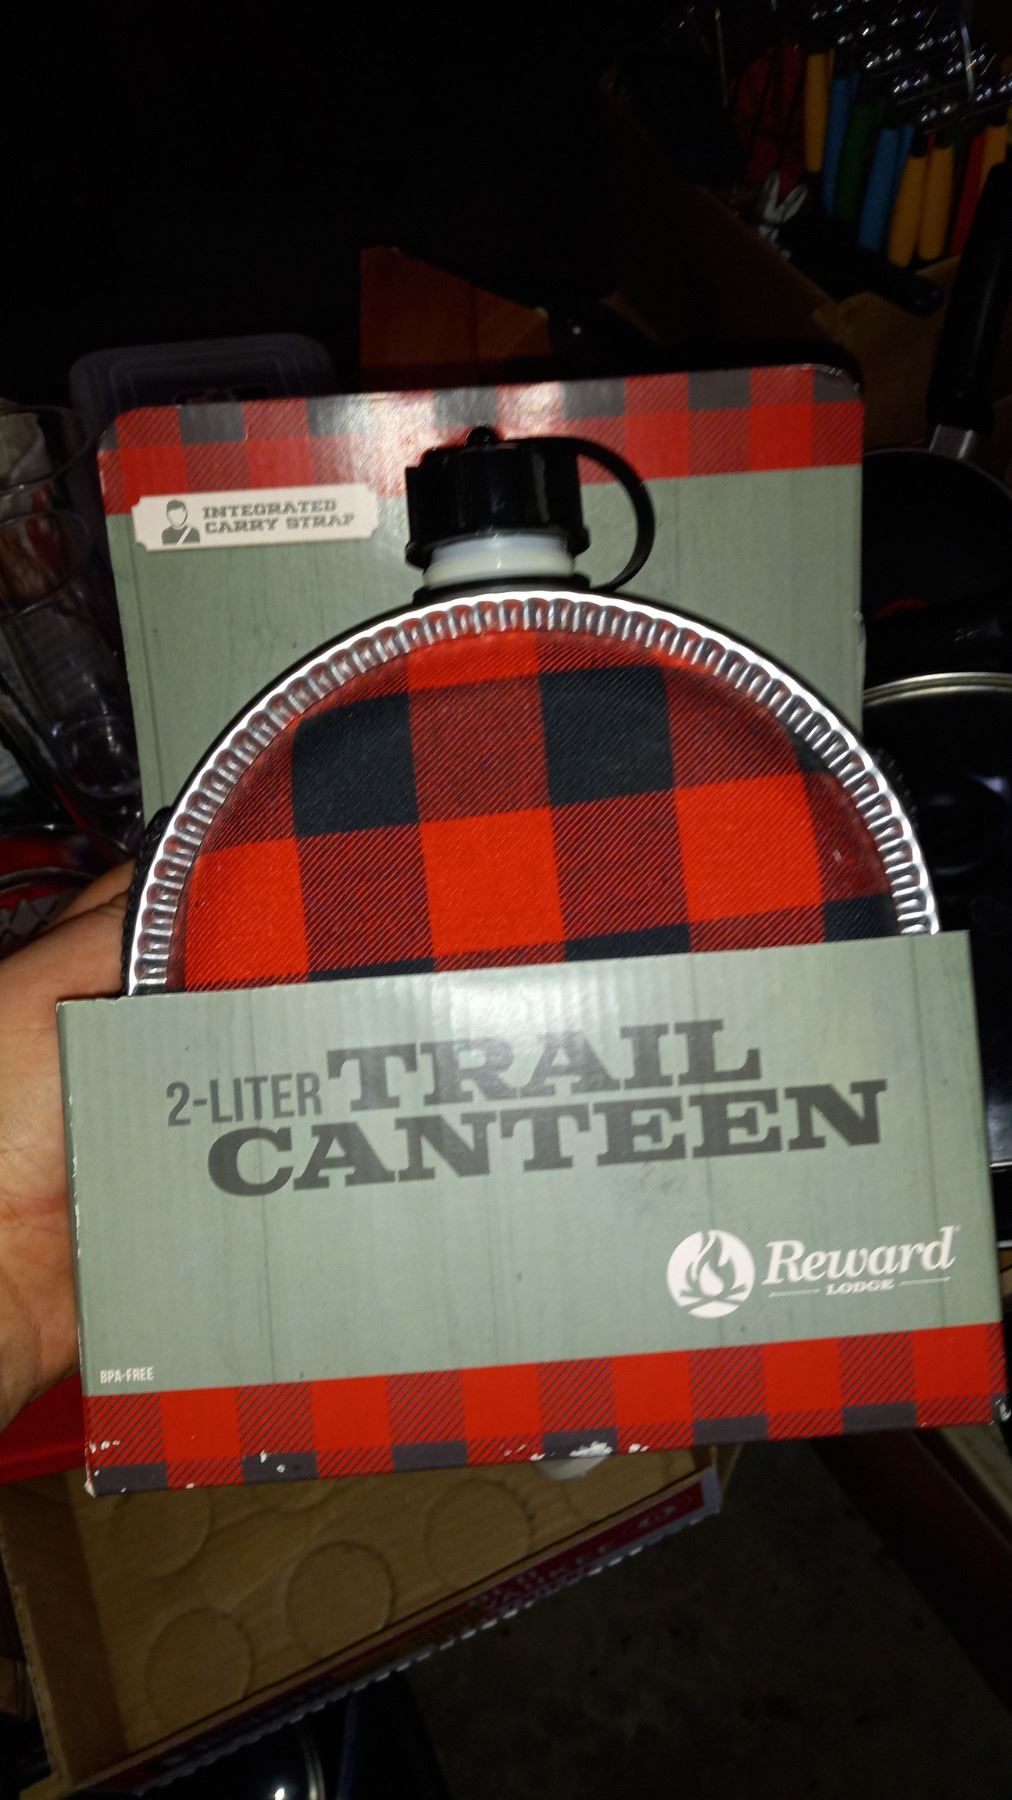 INTEGRATED
CARRY STRAP
2-LITER TRAIL
CANTEEN
Reward
LODGE
BPA-FREE